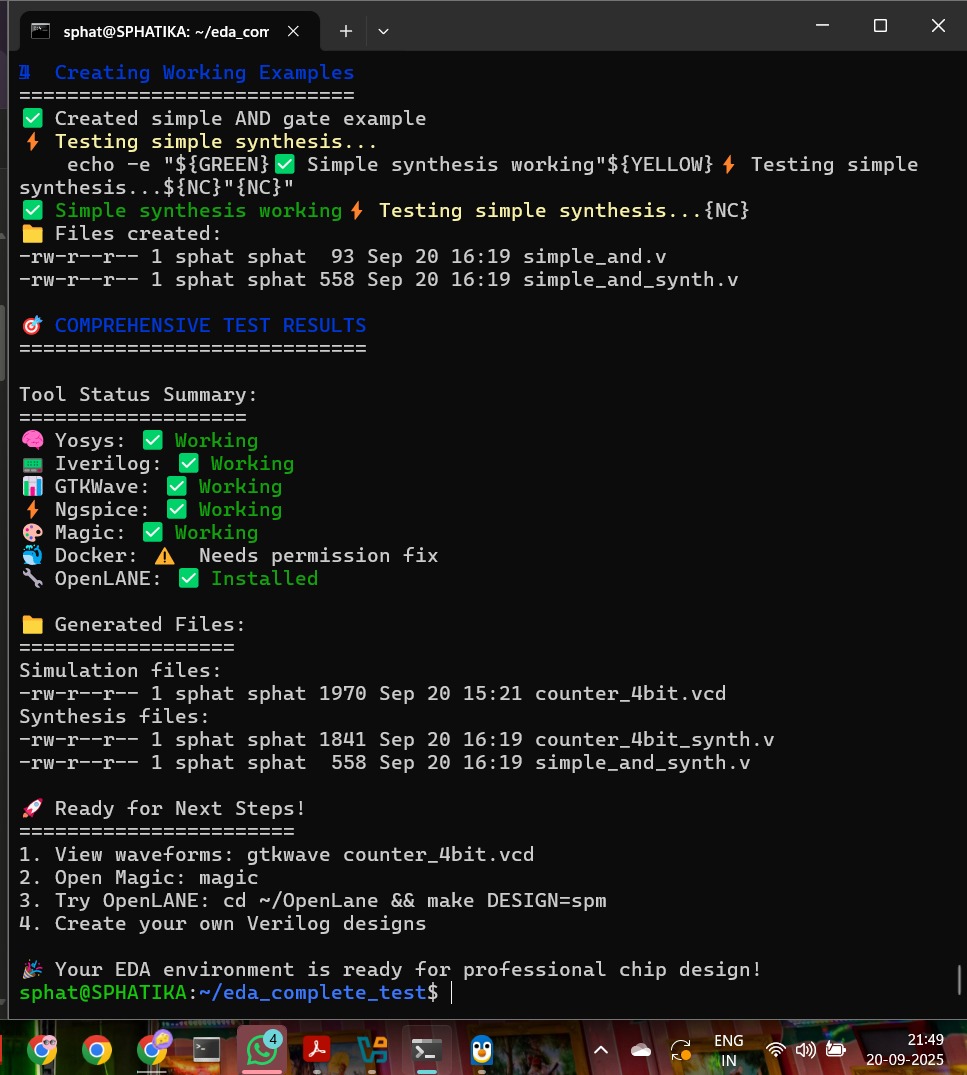 sphat@SPHATIKA: ~/eda_com
4 Creating Working Examples
============================
✅ Created simple AND gate example
⚡ Testing simple synthesis...
    echo -e "${GREEN}✅ Simple synthesis working"${YELLOW}⚡ Testing simple
synthesis...${NC}"{NC}"
✅ Simple synthesis working⚡ Testing simple synthesis...{NC}
📁 Files created:
-rw-r--r-- 1 sphat sphat  93 Sep 20 16:19 simple_and.v
-rw-r--r-- 1 sphat sphat 558 Sep 20 16:19 simple_and_synth.v
🎯 COMPREHENSIVE TEST RESULTS
=============================
Tool Status Summary:
===================
🧠 Yosys: ✅ Working
📟 Iverilog: ✅ Working
📊 GTKWave: ✅ Working
⚡ Ngspice: ✅ Working
🎨 Magic: ✅ Working
🐳 Docker: ⚠️  Needs permission fix
🔧 OpenLANE: ✅ Installed
📁 Generated Files:
==================
Simulation files:
-rw-r--r-- 1 sphat sphat 1970 Sep 20 15:21 counter_4bit.vcd
Synthesis files:
-rw-r--r-- 1 sphat sphat 1841 Sep 20 16:19 counter_4bit_synth.v
-rw-r--r-- 1 sphat sphat  558 Sep 20 16:19 simple_and_synth.v
🚀 Ready for Next Steps!
=======================
1. View waveforms: gtkwave counter_4bit.vcd
2. Open Magic: magic
3. Try OpenLANE: cd ~/OpenLane && make DESIGN=spm
4. Create your own Verilog designs
🎉 Your EDA environment is ready for professional chip design!
sphat@SPHATIKA:~/eda_complete_test$
4
ENG
IN
21:49
20-09-2025